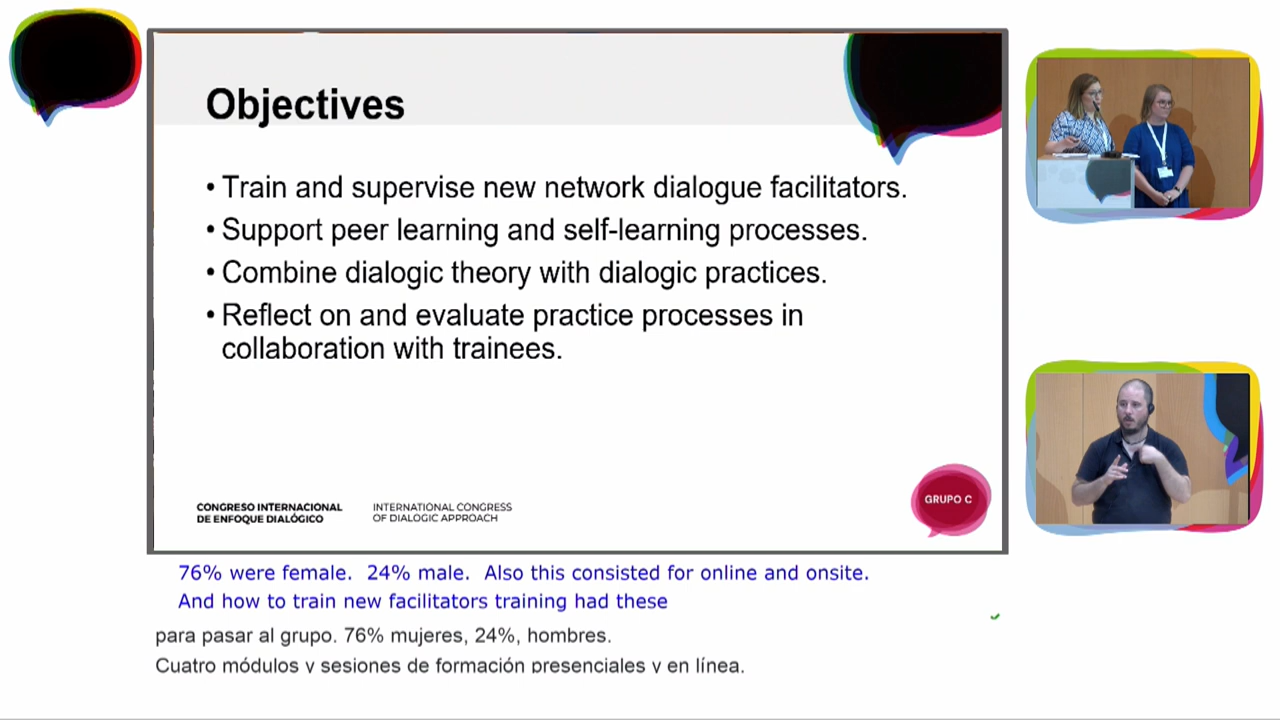 Objectives
• Train and supervise new network dialogue facilitators.
• Support peer learning and self-learning processes.
• Combine dialogic theory with dialogic practices.
• Reflect on and evaluate practice processes in
collaboration with trainees.
GRUPO C
CONGRESO INTERNACIONAL
DE ENFOQUE DIALÓGICO
INTERNATIONAL CONGRESS
OF DIALOGIC APPROACH
76% were female.  24% male.  Also this consisted for online and onsite.
And how to train new facilitators training had these
para pasar al grupo. 76% mujeres, 24%, hombres.
Cuatro módulos y sesiones de formación presenciales y en línea.